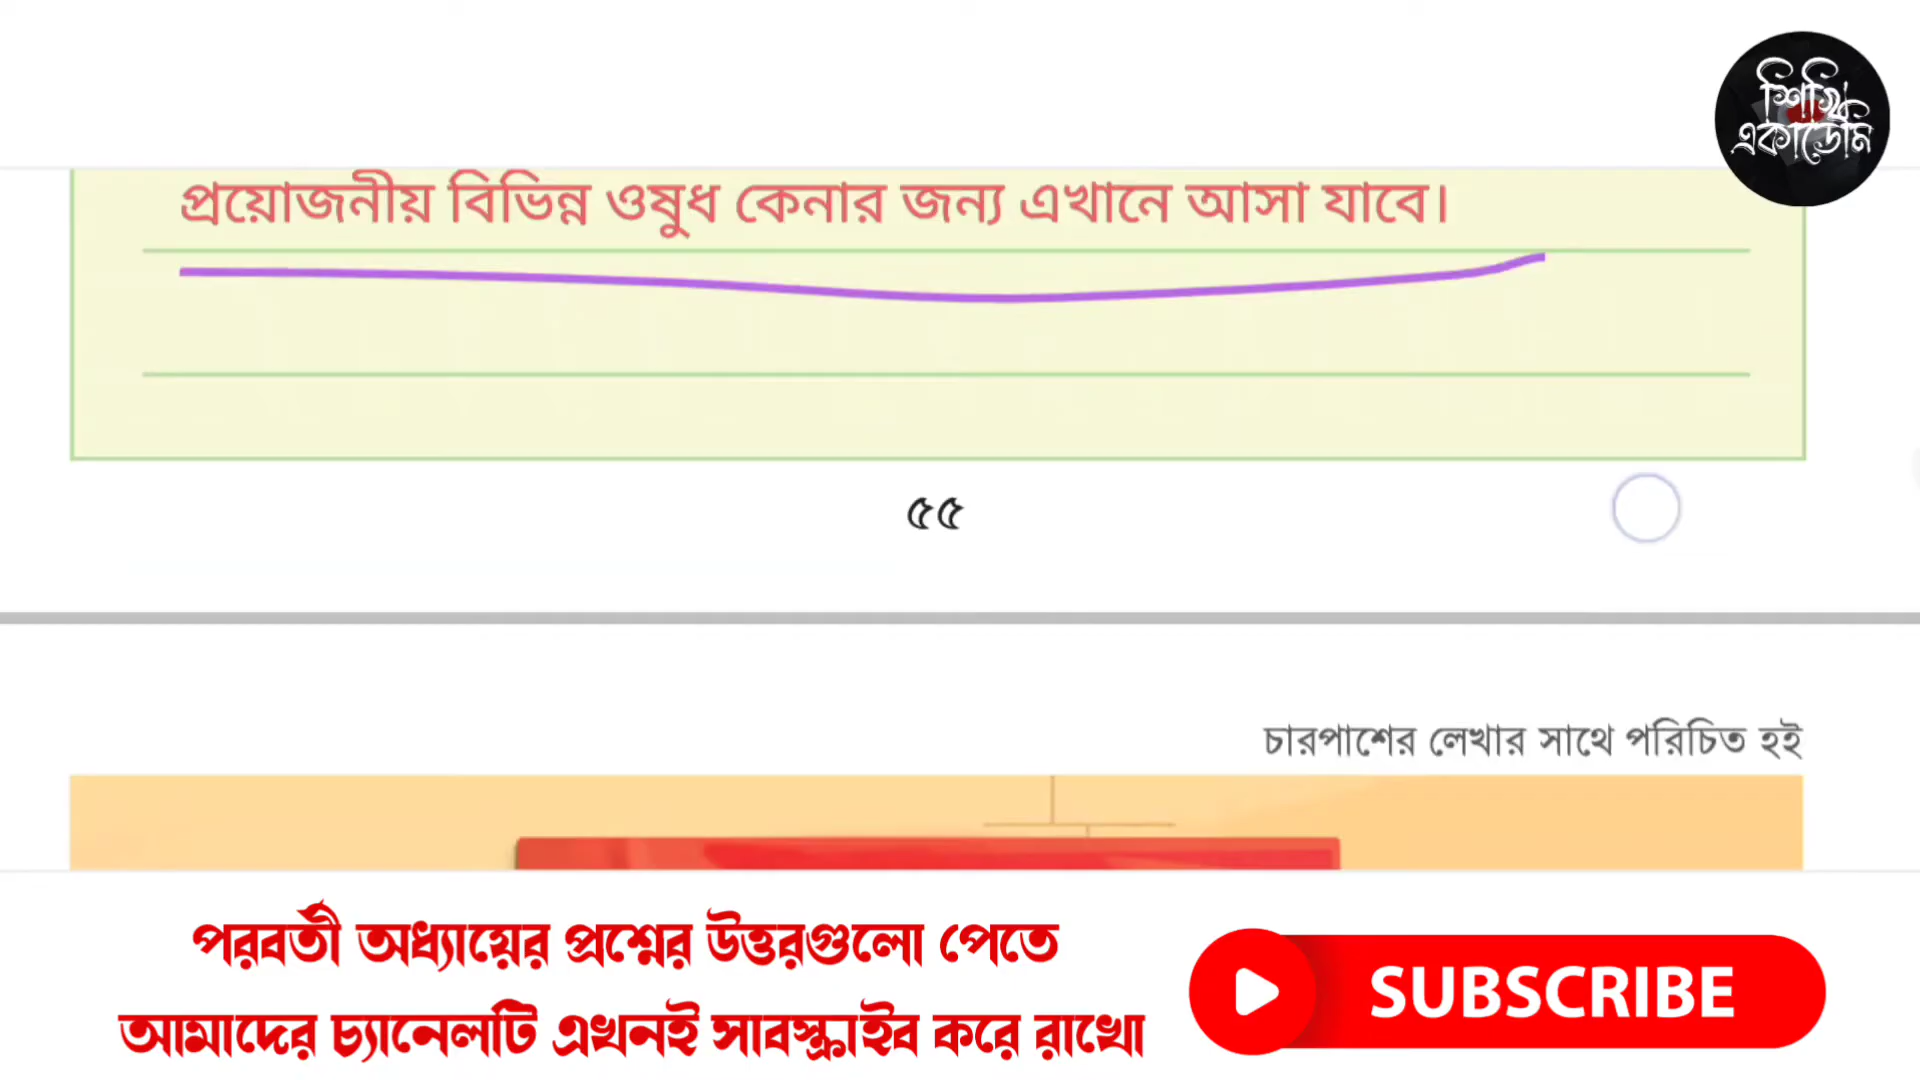 শিখি
একাডেমি
প্রয়োজনীয় বিভিন্ন ওষুধ কেনার জন্য এখানে আসা যাবে।
৫৫
চারপাশের লেখার সাথে পরিচিত হই
পরবর্তী অধ্যায়ের প্রশ্নের উত্তরগুলো পেতে
আমাদের চ্যানেলটি এখনই সাবস্ক্রাইব করে রাখো
SUBSCRIBE